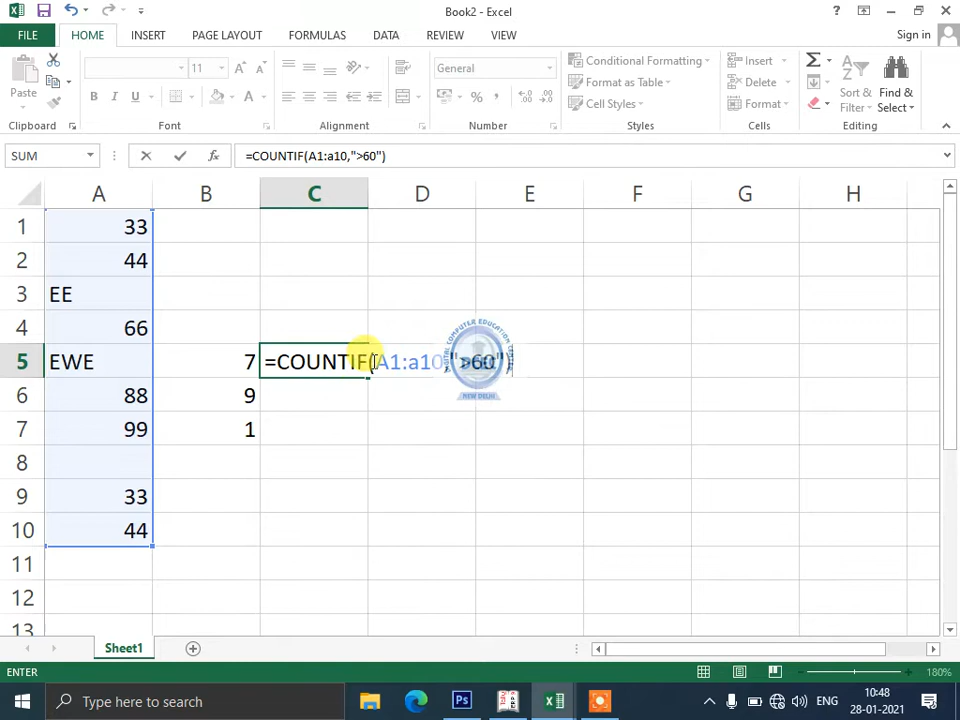 Book2 - Excel
FILE HOME INSERT PAGE LAYOUT FORMULAS DATA REVIEW VIEW Sign in
Paste
11
General
Conditional Formatting
Format as Table
Cell Styles
Insert
Delete
Format
Sort &
Filter
Find &
Select
Clipboard Font Alignment Number Styles Cells Editing
SUM =COUNTIF(A1:a10,">60")
A B C D E F G H
1 33
2 44
3 EE
4 66
5 EWE 7 =COUNTIF(A1:a10,">60")
6 88 9
7 99 1
8
9 33
10 44
11
12
13
NEW DELHI
Sheet1
ENTER 180%
Type here to search
Ps
ENG
10:48
28-01-2021